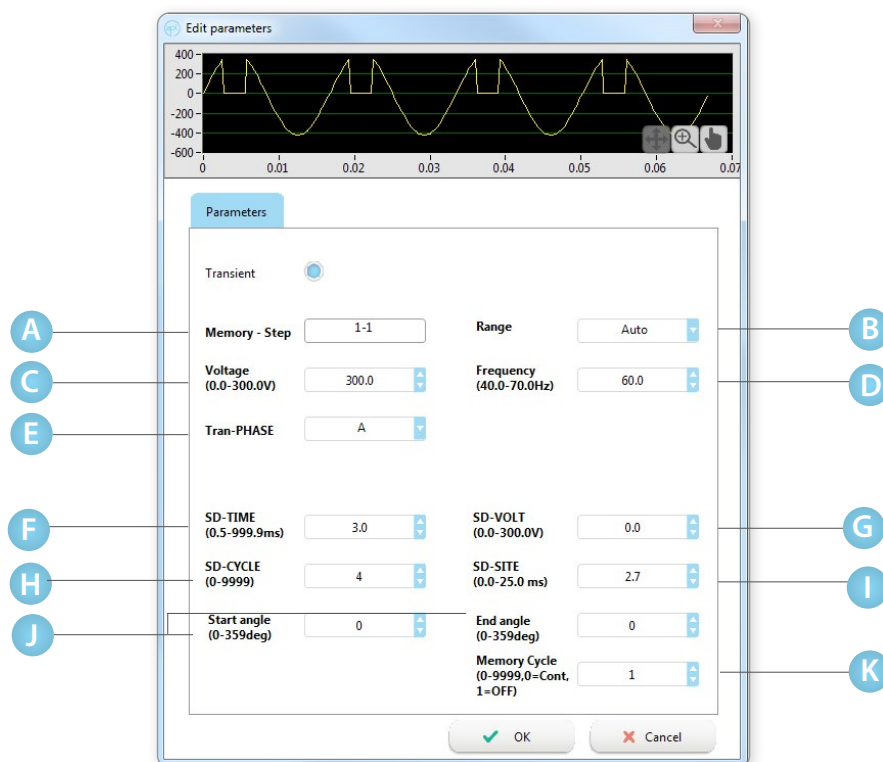 Edit parameters
400
200
0
-200
-400
-600
0 0.01 0.02 0.03 0.04 0.05 0.06 0.07
Parameters
Transient
A Memory - Step 1-1 Range Auto B
C Voltage (0.0-300.0V) 300.0 Frequency (40.0-70.0Hz) 60.0 D
E Tran-PHASE A
F SD-TIME (0.5-999.9ms) 3.0 SD-VOLT (0.0-300.0V) 0.0 G
H SD-CYCLE (0-9999) 4 SD-SITE (0.0-25.0 ms) 2.7 I
J Start angle (0-359deg) 0 End angle (0-359deg) 0
Memory Cycle (0-9999,0=Cont, 1=OFF) 1 K
OK Cancel